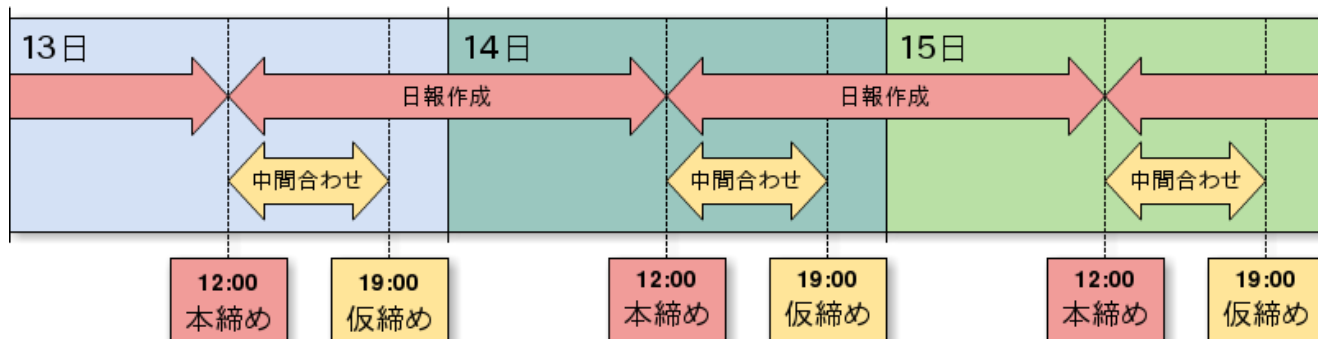 13日
14日
15日
日報作成
日報作成
中間合わせ
中間合わせ
中間合わせ
12:00
本締め
19:00
仮締め
12:00
本締め
19:00
仮締め
12:00
本締め
19:00
仮締め